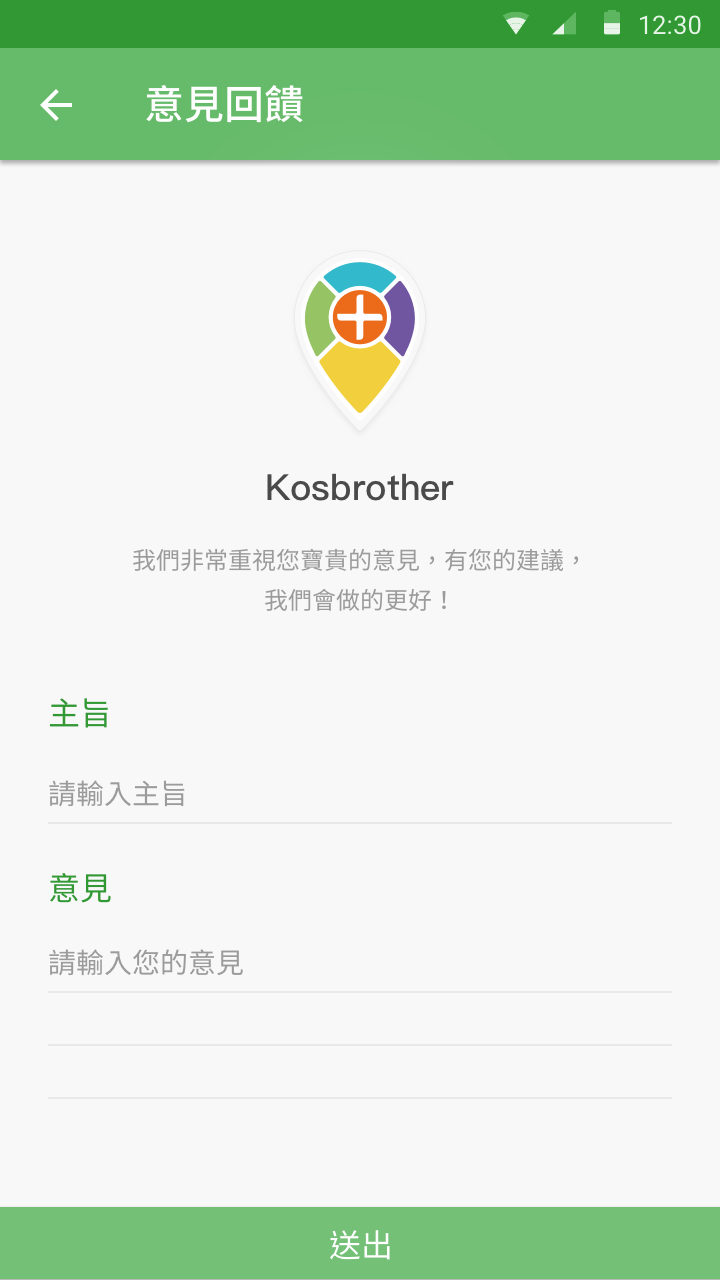 12:30
意見回饋
Kosbrother
我們非常重視您寶貴的意見，有您的建議，
我們會做的更好！
主旨
請輸入主旨
意見
請輸入您的意見
送出